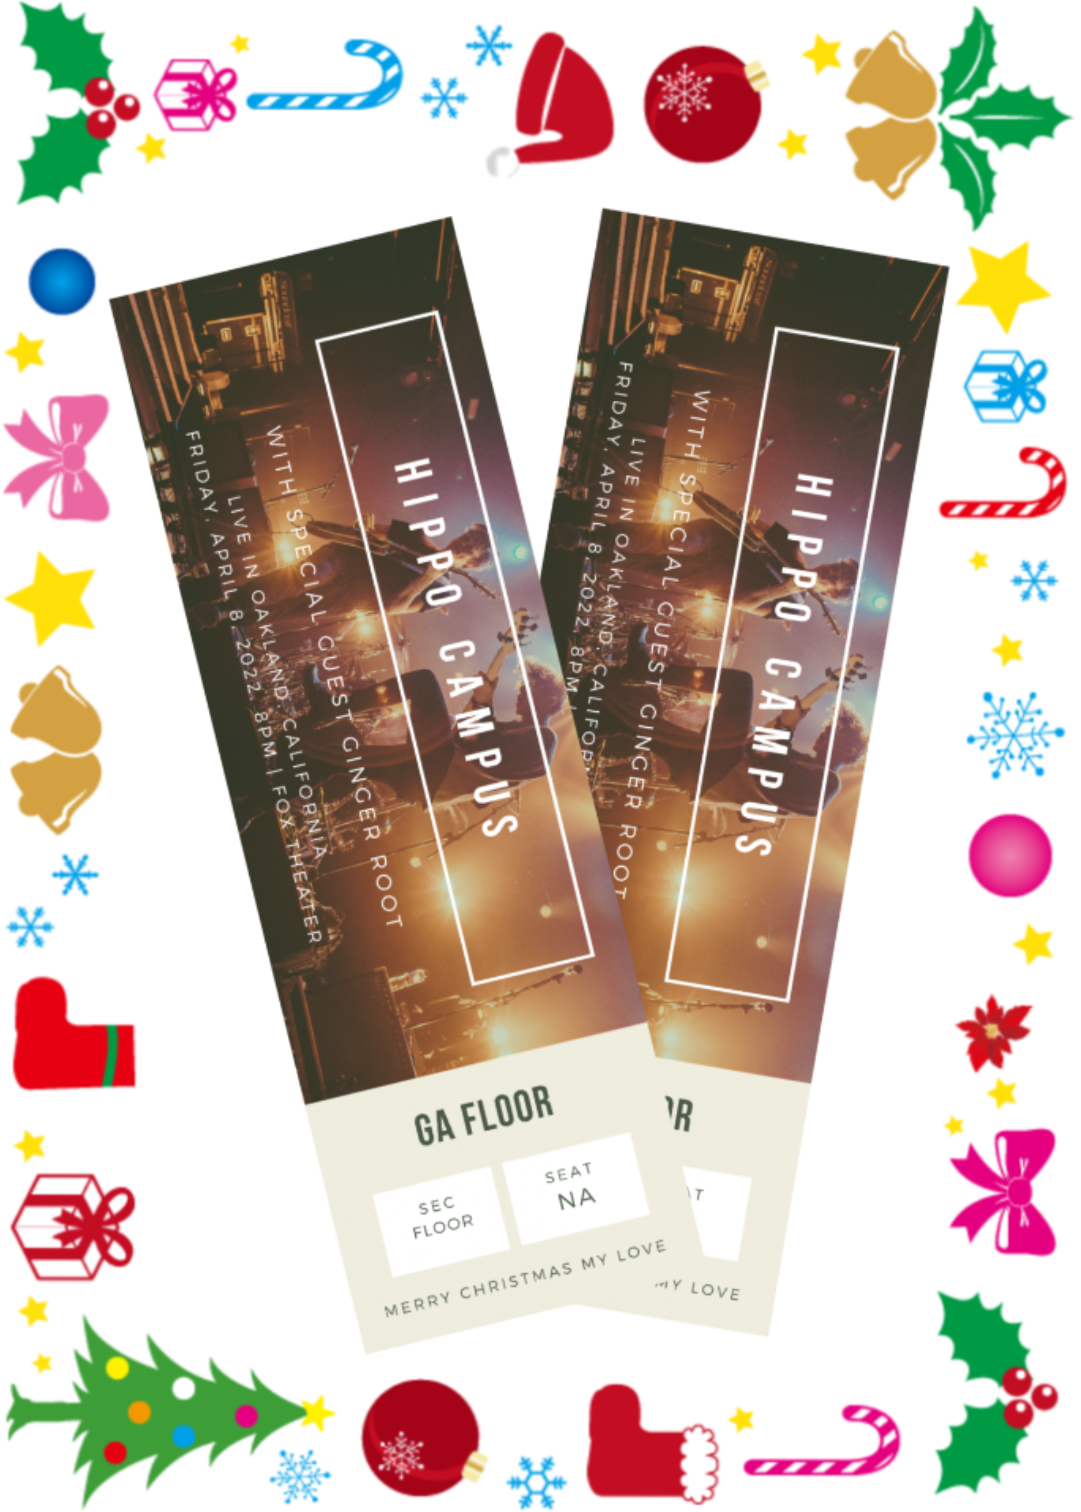 HIPPO CAMPUS
WITH SPECIAL GUEST GINGER ROOT
LIVE IN OAKLAND, CALIFORNIA
FRIDAY, APRIL 8, 2022, 8PM | FOX THEATER
GA FLOOR
SEC
FLOOR
SEAT
NA
MERRY CHRISTMAS MY LOVE
HIPPO CAMPUS
WITH SPECIAL GUEST GINGER ROOT
LIVE IN OAKLAND, CALIFOR
FRIDAY, APRIL 8, 2022, 8PM |
OR
AT
MY LOVE